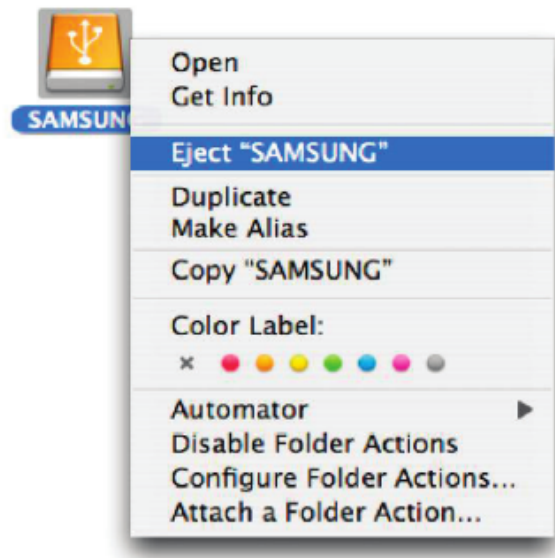 SAMSUN
Open
Get Info
Eject “SAMSUNG”
Duplicate
Make Alias
Copy “SAMSUNG”
Color Label:
Automator
Disable Folder Actions
Configure Folder Actions...
Attach a Folder Action...